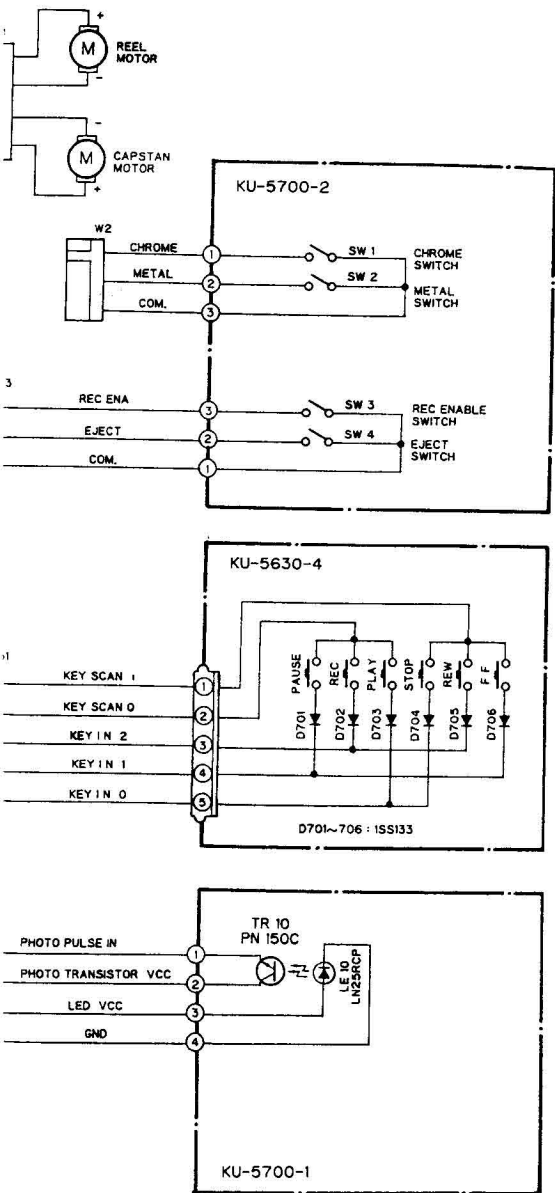 +
M
REEL
MOTOR
-
-
M
CAPSTAN
MOTOR
+
KU-5700-2
W2
CHROME
1
SW 1
CHROME
SWITCH
METAL
2
SW 2
METAL
SWITCH
COM.
3
3
REC ENA
3
SW 3
REC ENABLE
SWITCH
EJECT
2
SW 4
EJECT
SWITCH
COM.
1
KU-5630-4
PAUSE
REC
PLAY
STOP
REW
F F
KEY SCAN 1
1
KEY SCAN 0
2
KEY IN 2
3
KEY IN 1
4
KEY IN 0
5
D701
D702
D703
D704
D705
D706
D701~706 : 1SS133
TR 10
PN 150C
PHOTO PULSE IN
1
PHOTO TRANSISTOR VCC
2
LE 10
LN25RCP
LED VCC
3
GND
4
KU-5700-1